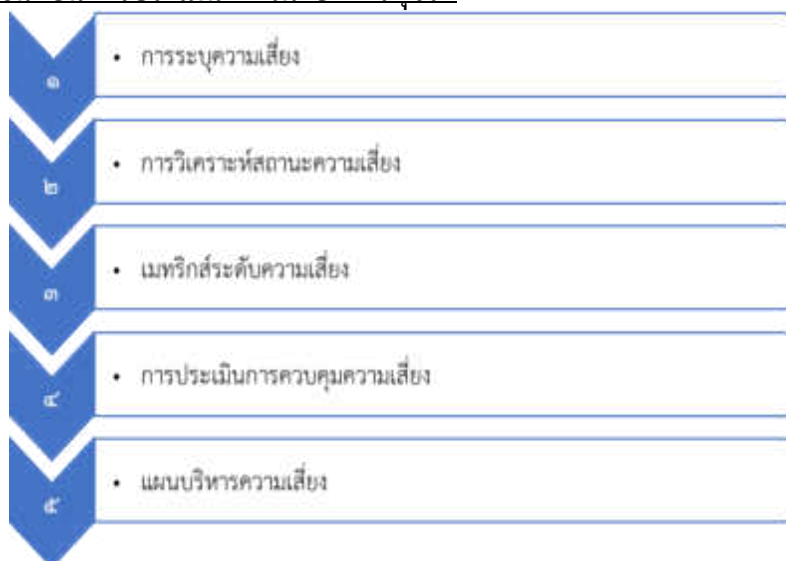 ๑
• การระบุความเสี่ยง
๒
• การวิเคราะห์สถานะความเสี่ยง
๓
• เมทริกส์ระดับความเสี่ยง
๔
• การประเมินการควบคุมความเสี่ยง
๕
• แผนบริหารความเสี่ยง